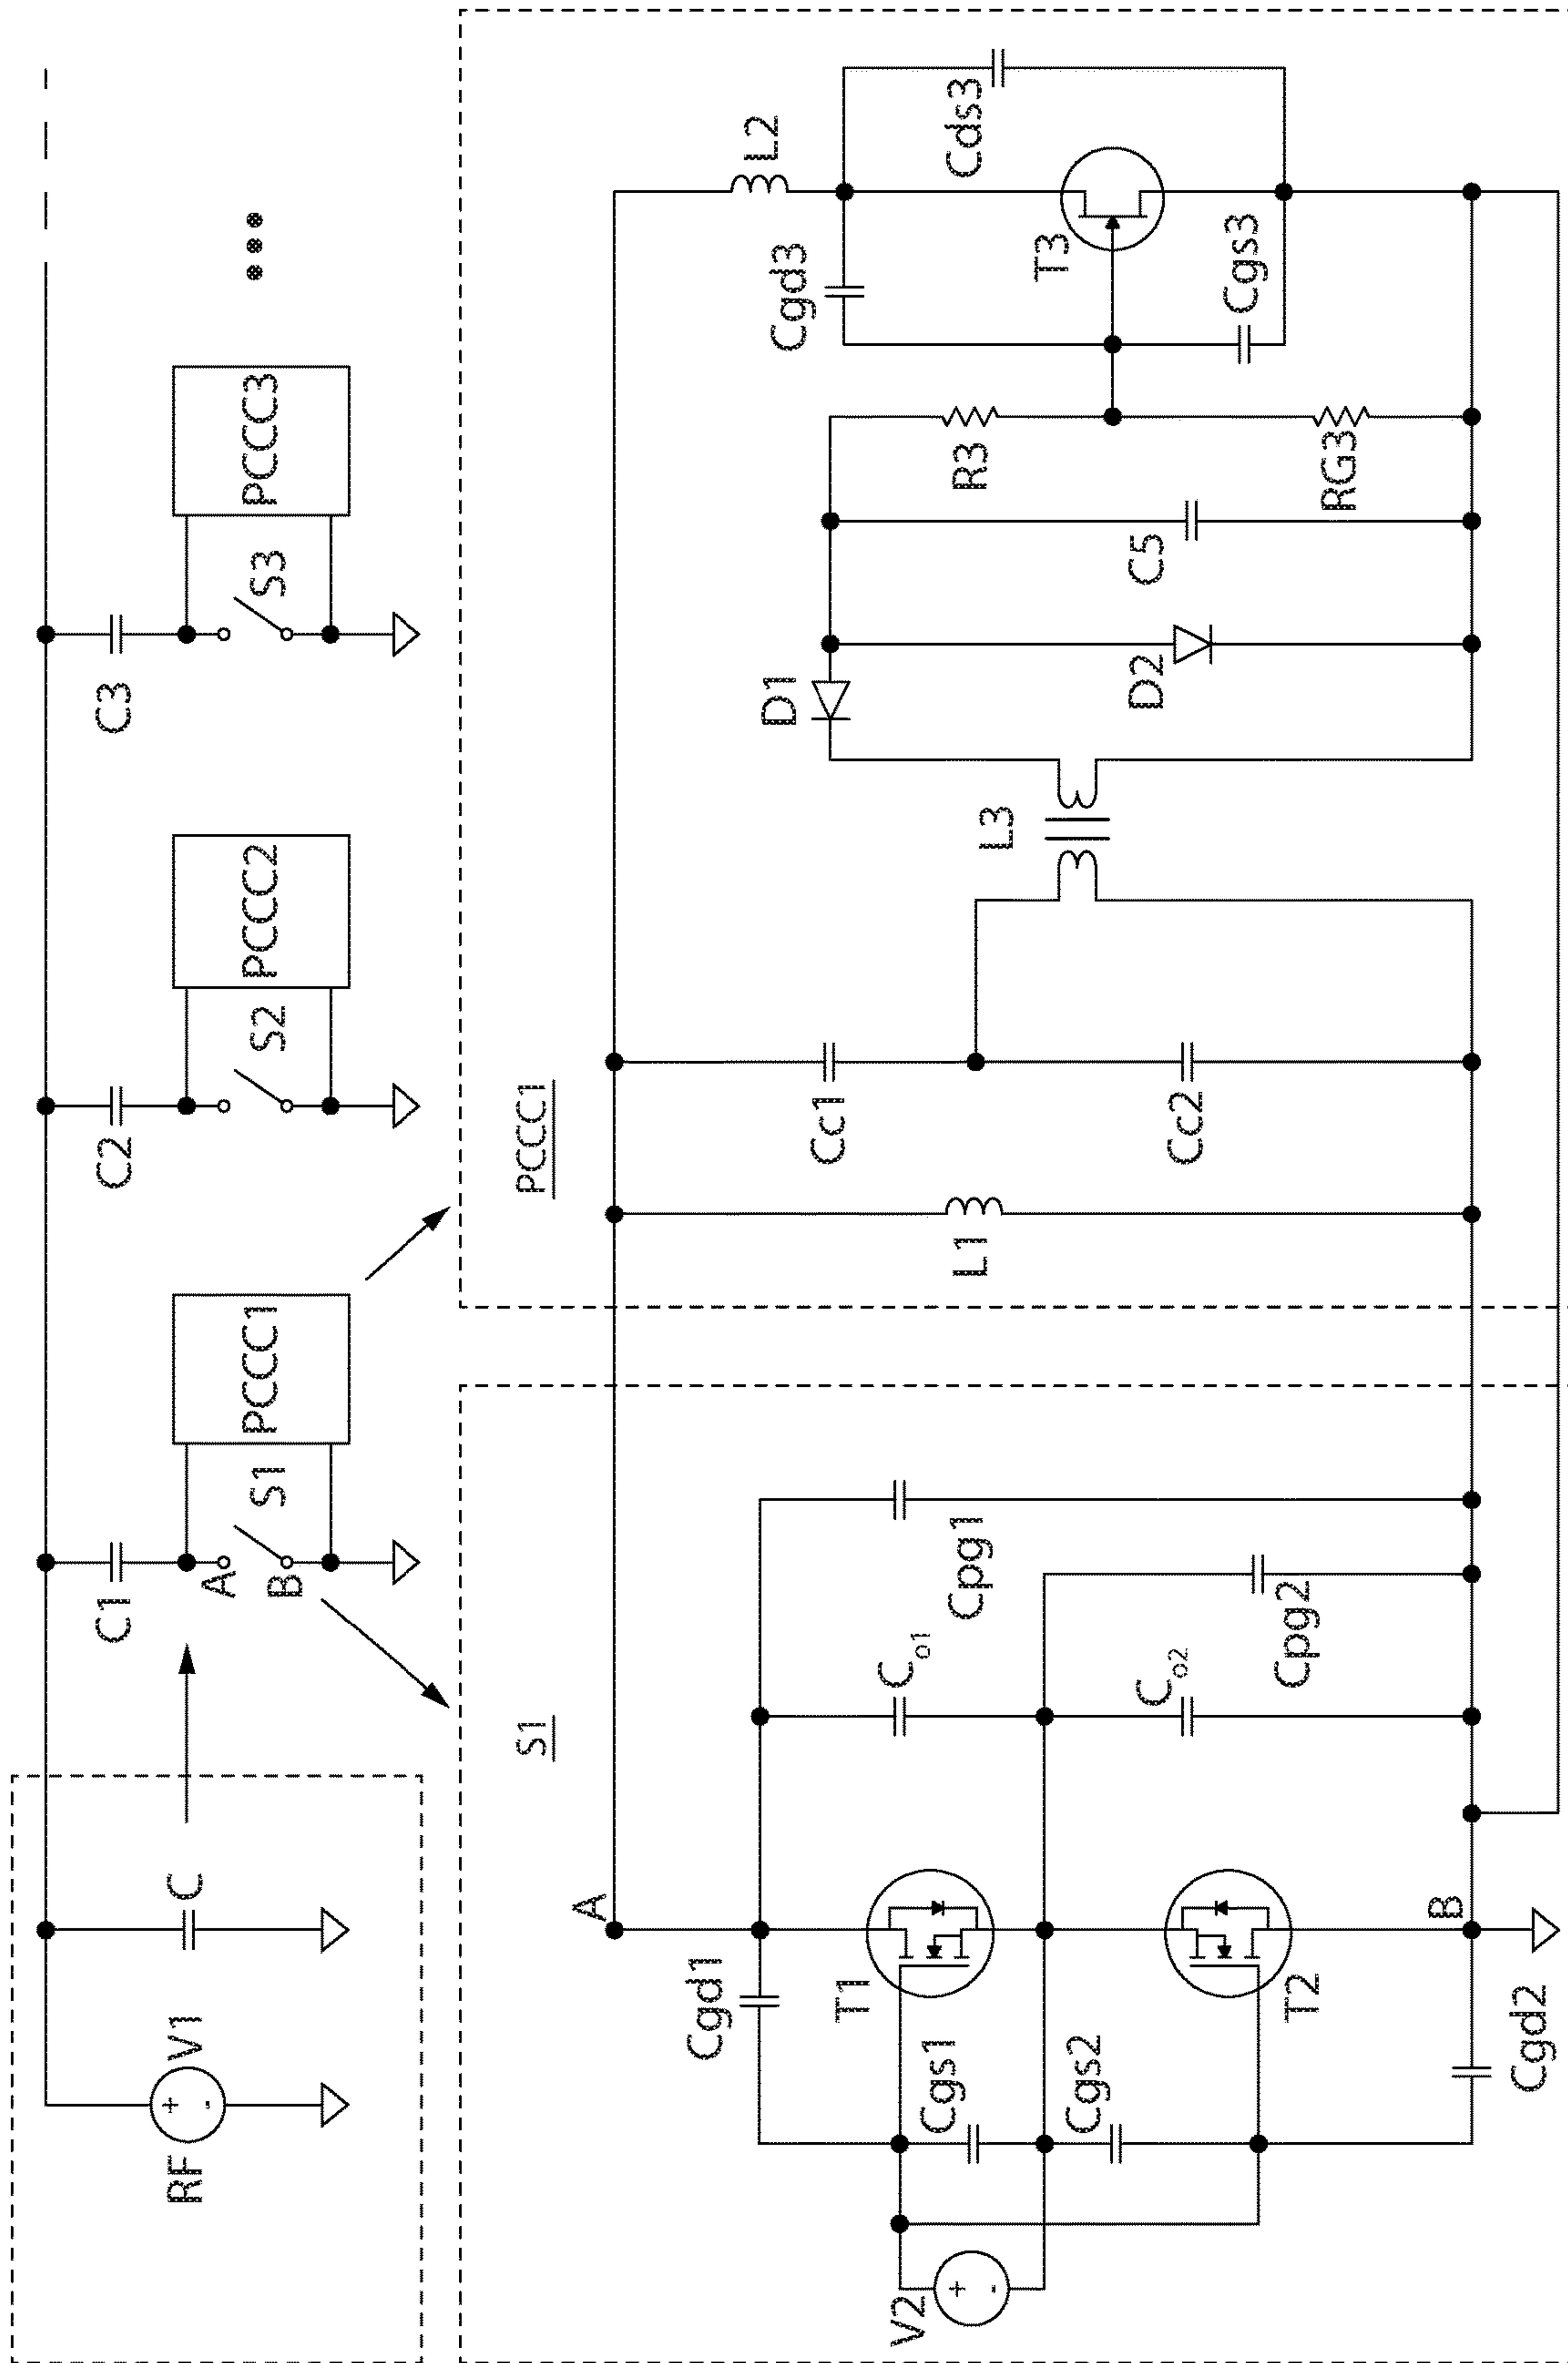 RF
+
-
V1
C
C1
A
B
S1
PCCC1
C2
S2
PCCC2
C3
S3
PCCC3
S1
V2
+
-
Cgs1
Cgs2
Cgd1
T1
T2
Cgd2
A
B
Co1
Co2
Cpg1
Cpg2
PCCC1
L1
Cc1
Cc2
L3
D1
D2
C5
R3
RG3
Cgd3
T3
Cgs3
L2
Cds3